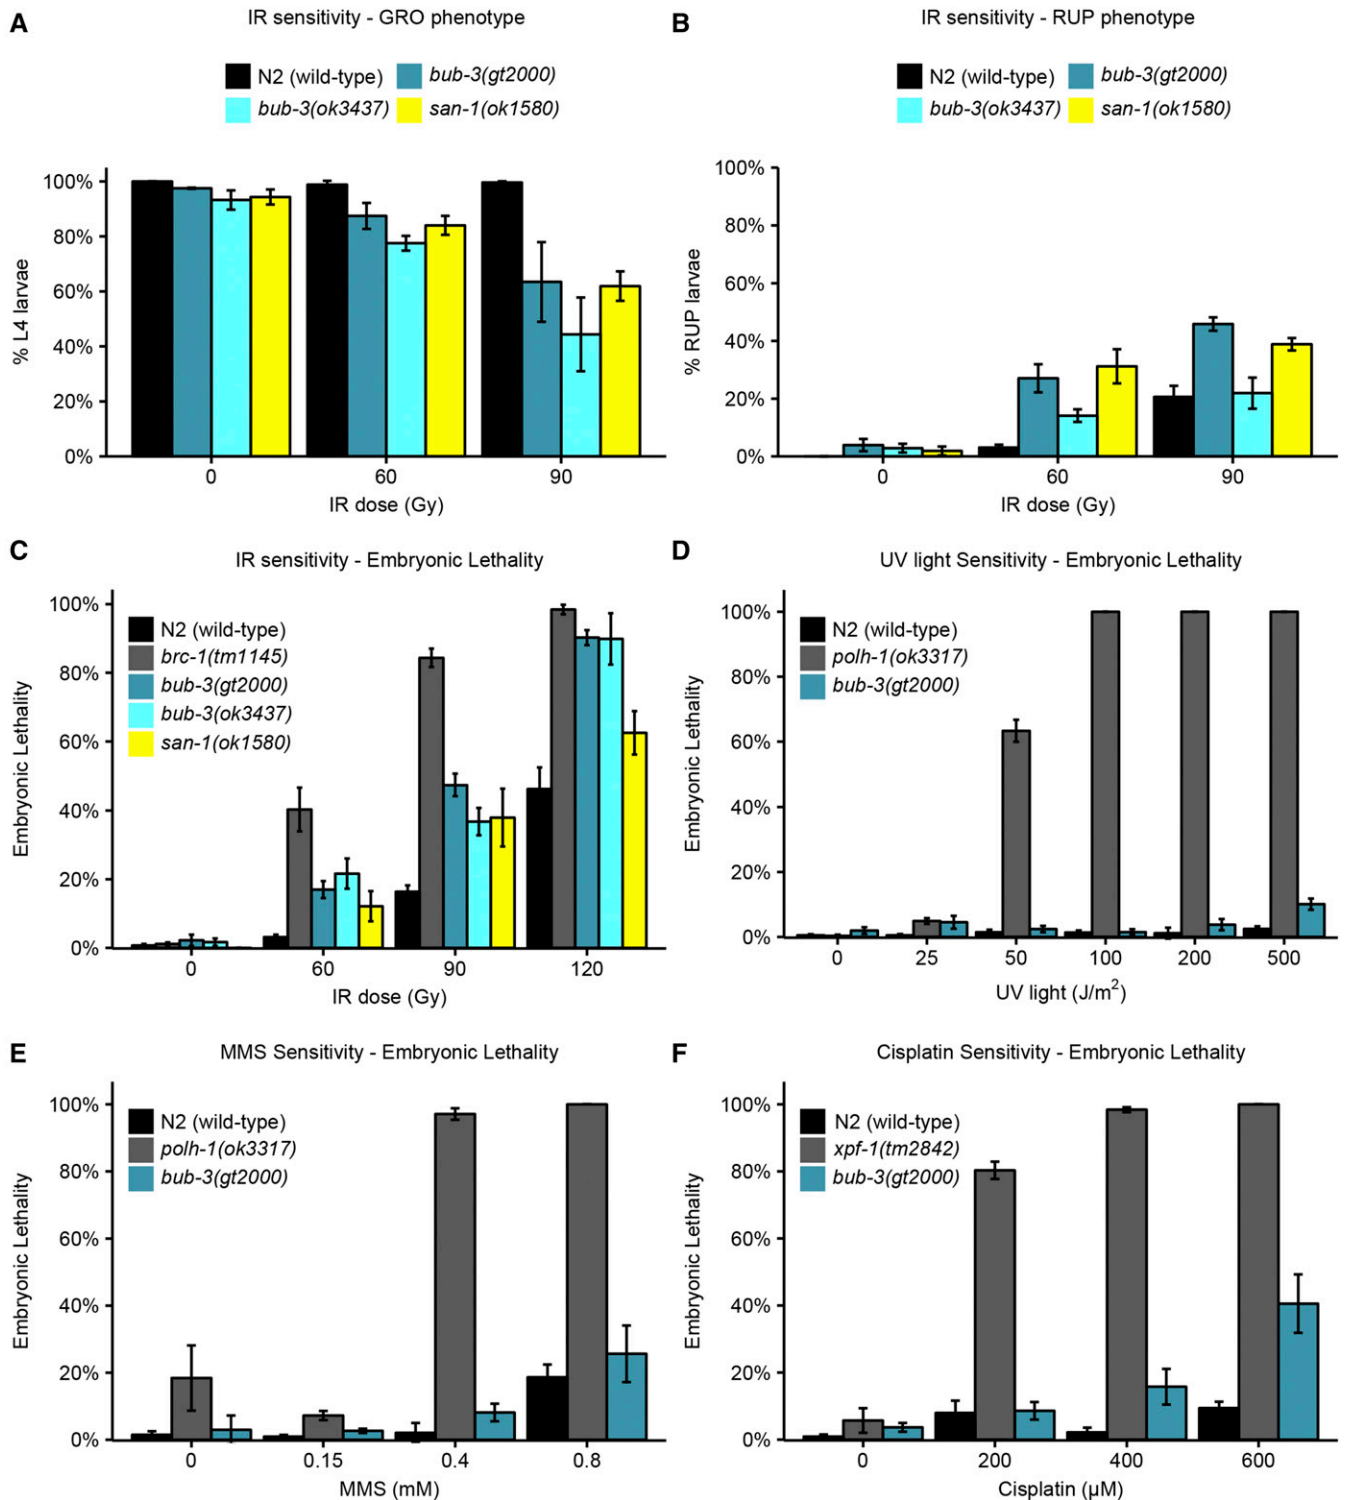 A
IR sensitivity - GRO phenotype
N2 (wild-type)
bub-3(gt2000)
bub-3(ok3437)
san-1(ok1580)
% L4 larvae
100%
80%
60%
40%
20%
0%
0
60
90
IR dose (Gy)
B
IR sensitivity - RUP phenotype
N2 (wild-type)
bub-3(gt2000)
bub-3(ok3437)
san-1(ok1580)
% RUP larvae
100%
80%
60%
40%
20%
0%
0
60
90
IR dose (Gy)
C
IR sensitivity - Embryonic Lethality
N2 (wild-type)
brc-1(tm1145)
bub-3(gt2000)
bub-3(ok3437)
san-1(ok1580)
Embryonic Lethality
100%
80%
60%
40%
20%
0%
0
60
90
120
IR dose (Gy)
D
UV light Sensitivity - Embryonic Lethality
N2 (wild-type)
polh-1(ok3317)
bub-3(gt2000)
Embryonic Lethality
100%
80%
60%
40%
20%
0%
0
25
50
100
200
500
UV light (J/m²)
E
MMS Sensitivity - Embryonic Lethality
N2 (wild-type)
polh-1(ok3317)
bub-3(gt2000)
Embryonic Lethality
100%
80%
60%
40%
20%
0%
0
0.15
0.4
0.8
MMS (mM)
F
Cisplatin Sensitivity - Embryonic Lethality
N2 (wild-type)
xpf-1(tm2842)
bub-3(gt2000)
Embryonic Lethality
100%
80%
60%
40%
20%
0%
0
200
400
600
Cisplatin (µM)